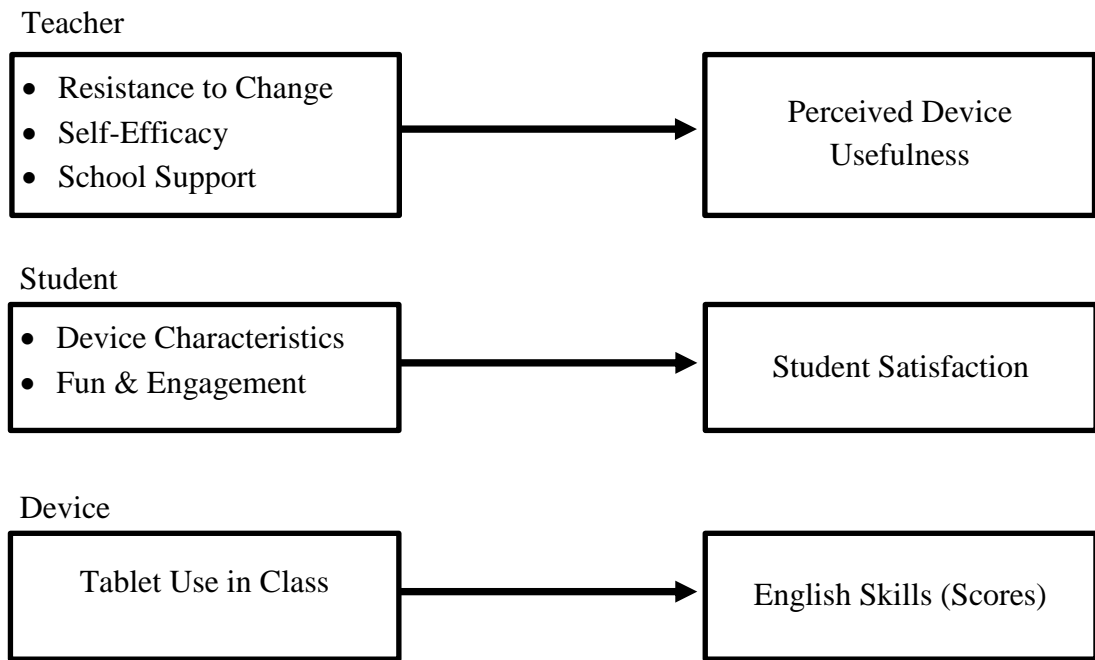 Teacher
• Resistance to Change
• Self-Efficacy
• School Support
Perceived Device
Usefulness
Student
• Device Characteristics
• Fun & Engagement
Student Satisfaction
Device
Tablet Use in Class
English Skills (Scores)